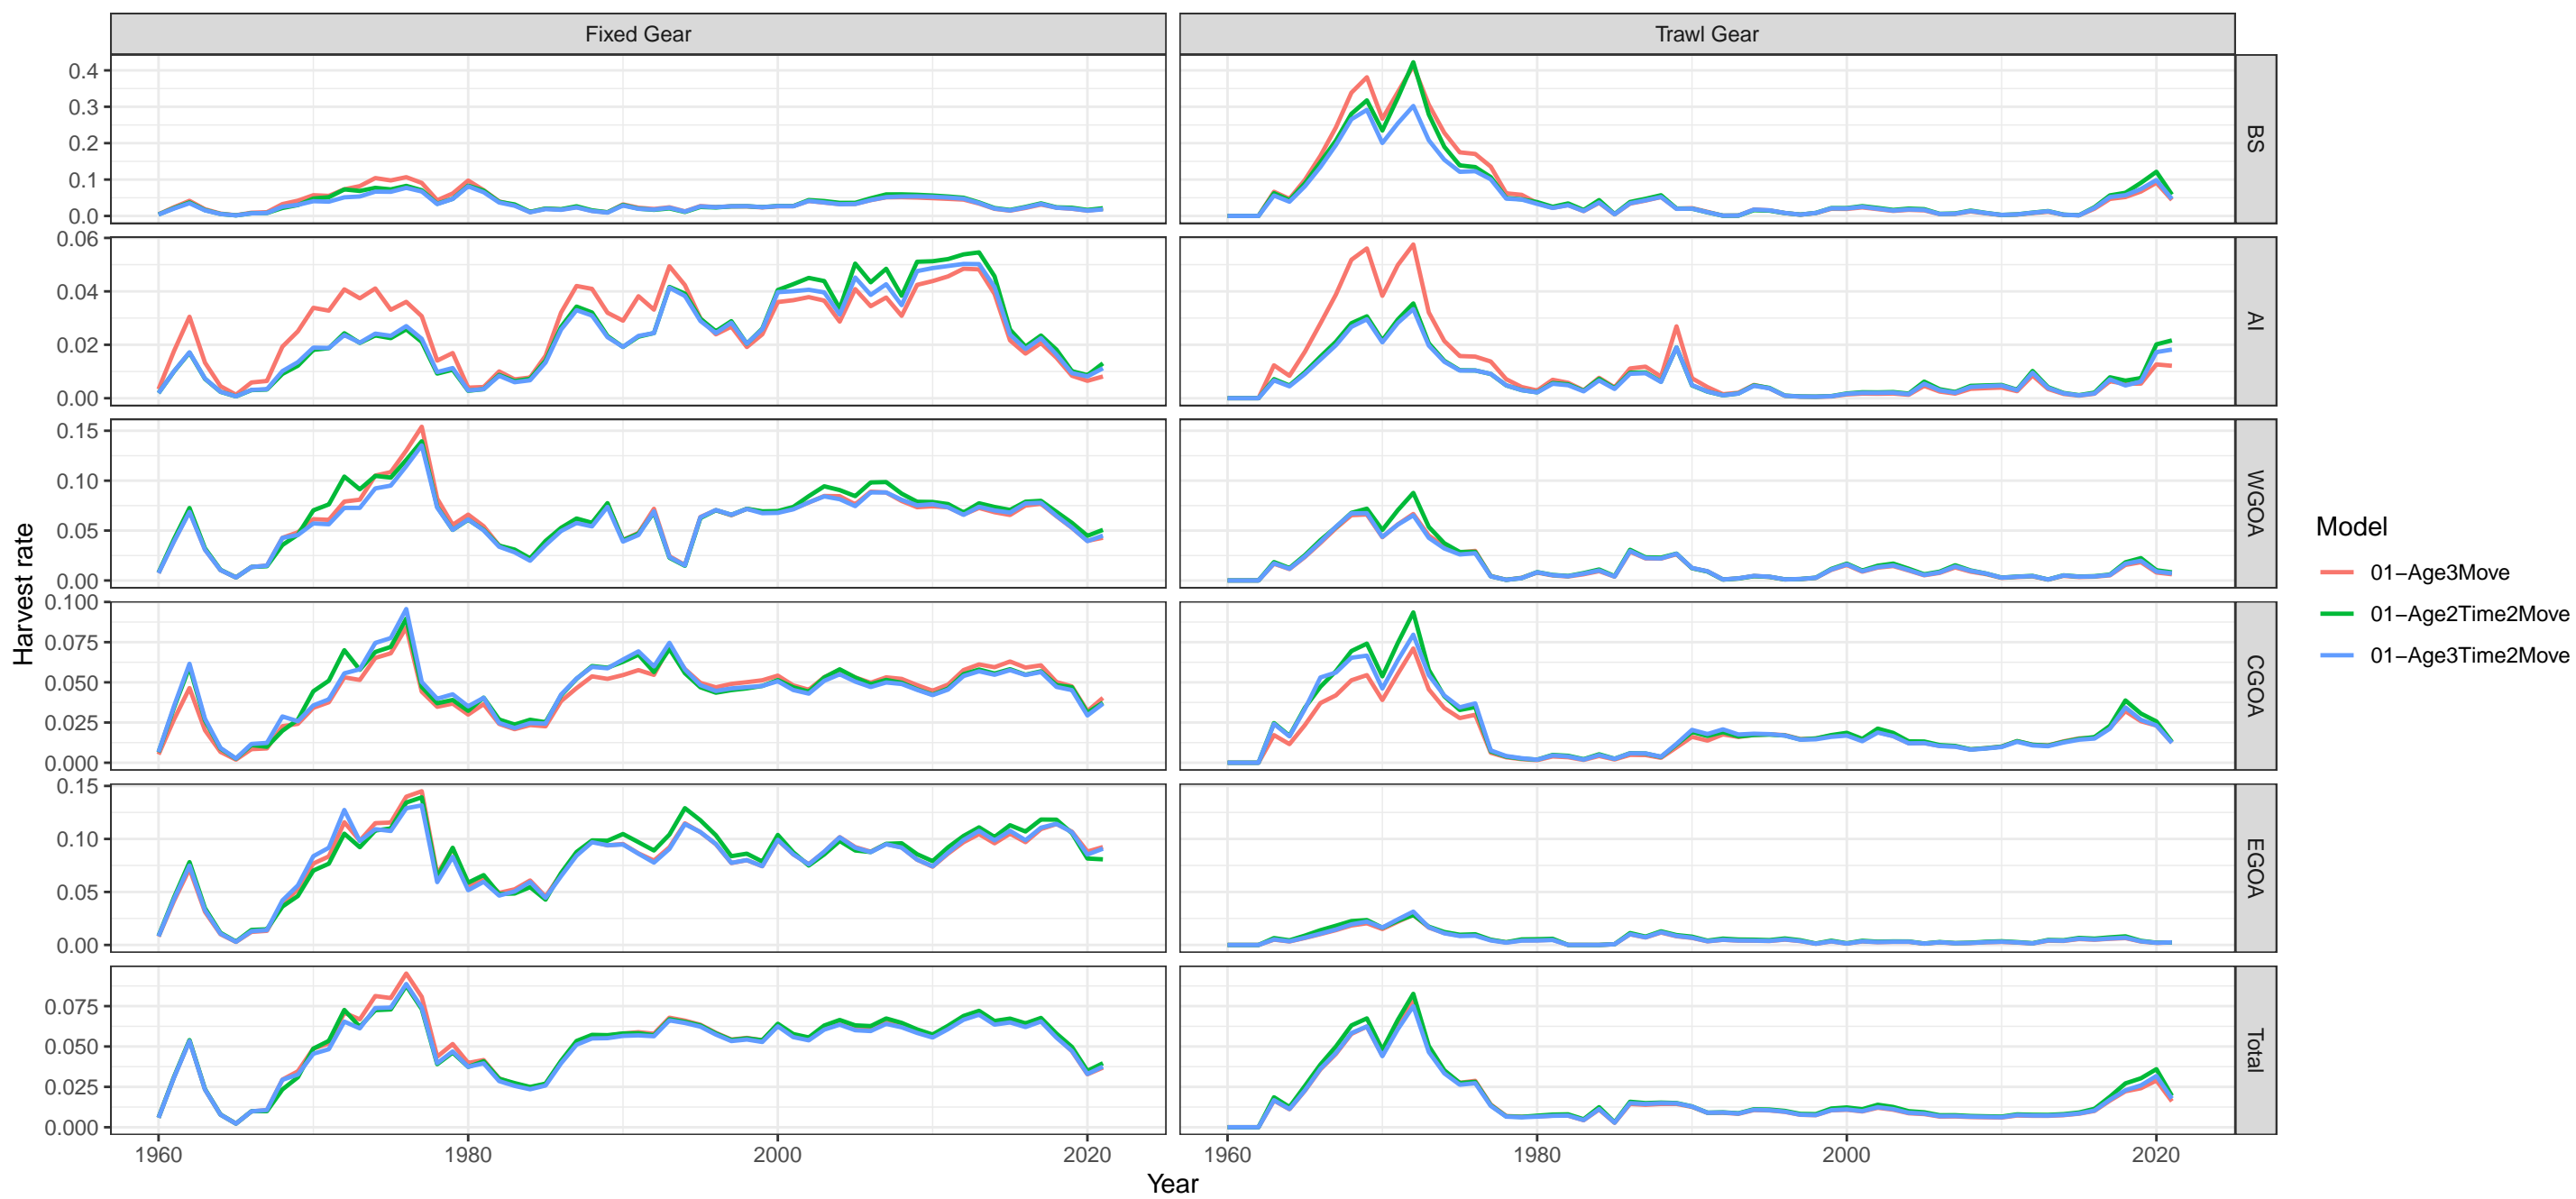 Fixed Gear
Trawl Gear
0.4
0.3
0.2
0.1
0.0
BS
0.06
0.04
0.02
0.00
AI
0.15
0.10
0.05
0.00
WGOA
0.100
0.075
0.050
0.025
0.000
CGOA
0.15
0.10
0.05
0.00
EGOA
0.075
0.050
0.025
0.000
Total
1960
1980
2000
2020
1960
1980
2000
2020
Year
Harvest rate
Model
01−Age3Move
01−Age2Time2Move
01−Age3Time2Move